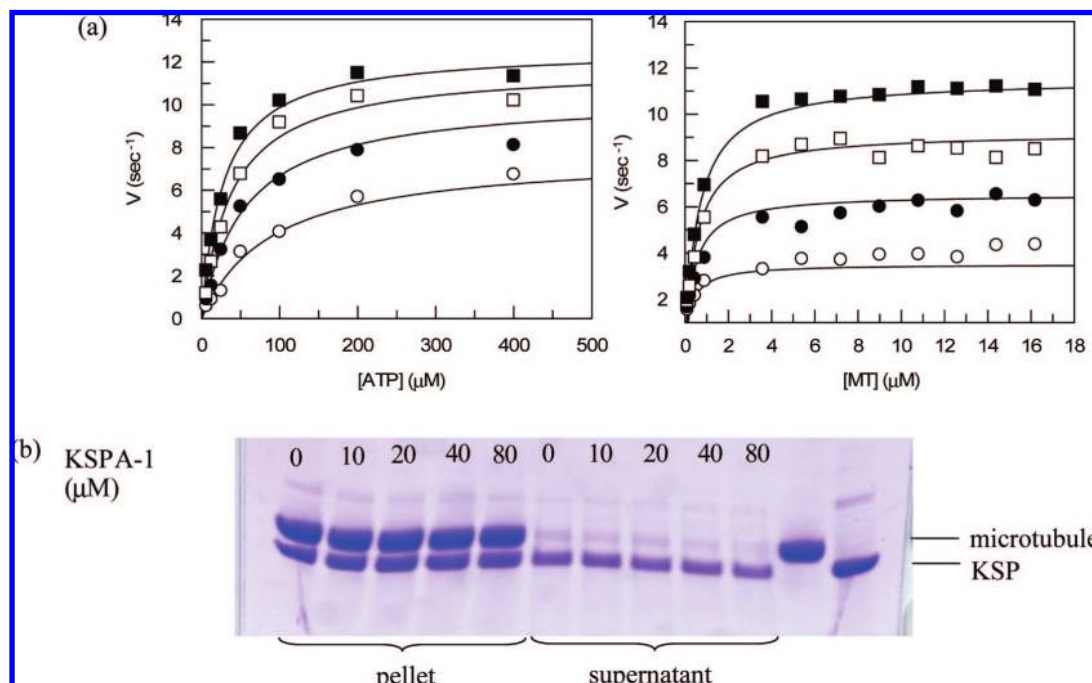 (a)
14
12
10
8
6
4
2
0
V (sec⁻¹)
0 100 200 300 400 500
[ATP] (µM)
14
12
10
8
6
4
2
V (sec⁻¹)
0 2 4 6 8 10 12 14 16 18
[MT] (µM)
(b)
KSPA-1
(µM)
0 10 20 40 80 0 10 20 40 80
microtubule
KSP
pellet supernatant